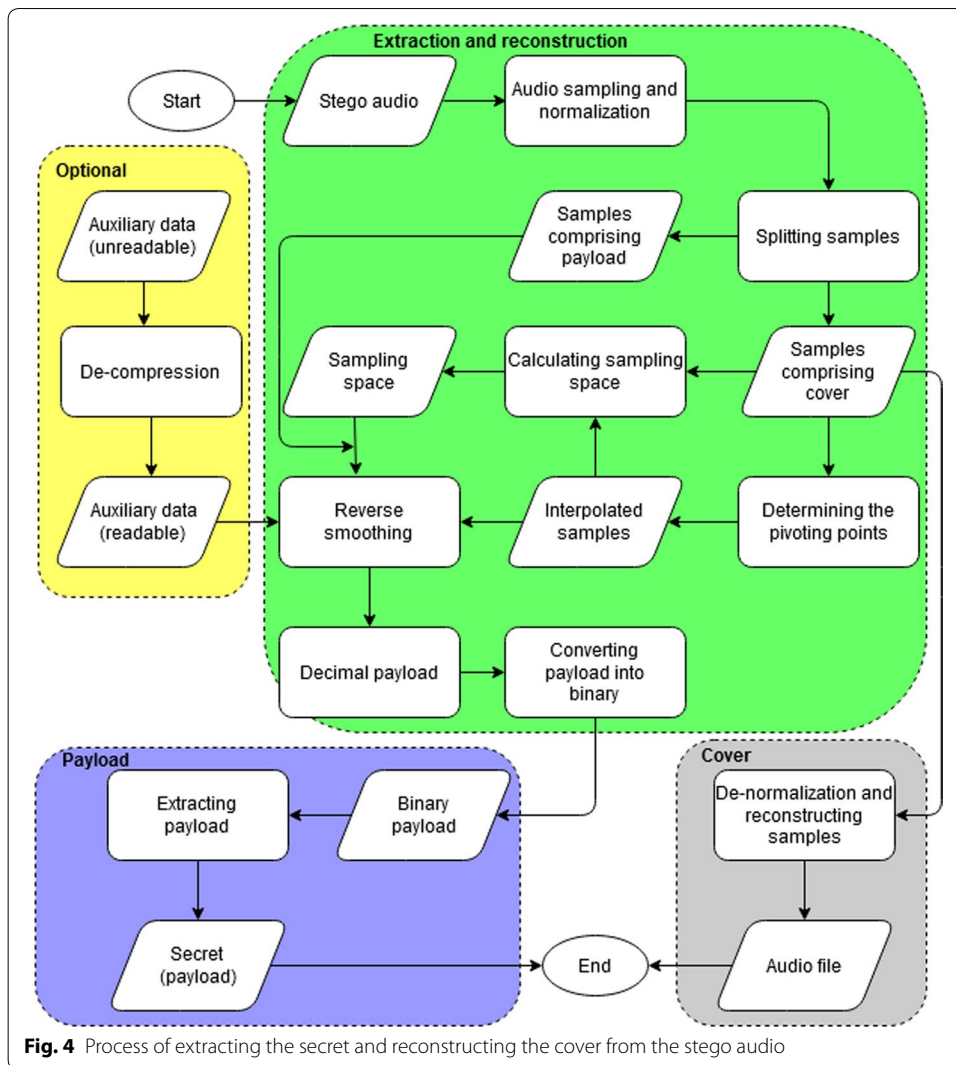 Extraction and reconstruction
Start
Stego audio
Audio sampling and
normalization
Optional
Auxiliary data
(unreadable)
Samples
comprising
payload
Splitting samples
De-compression
Sampling
space
Calculating sampling
space
Samples
comprising
cover
Auxiliary data
(readable)
Reverse
smoothing
Interpolated
samples
Determining the
pivoting points
Decimal payload
Converting
payload into
binary
Payload
Cover
Extracting
payload
Binary
payload
De-normalization and
reconstructing
samples
Secret
(payload)
End
Audio file
Fig. 4 Process of extracting the secret and reconstructing the cover from the stego audio